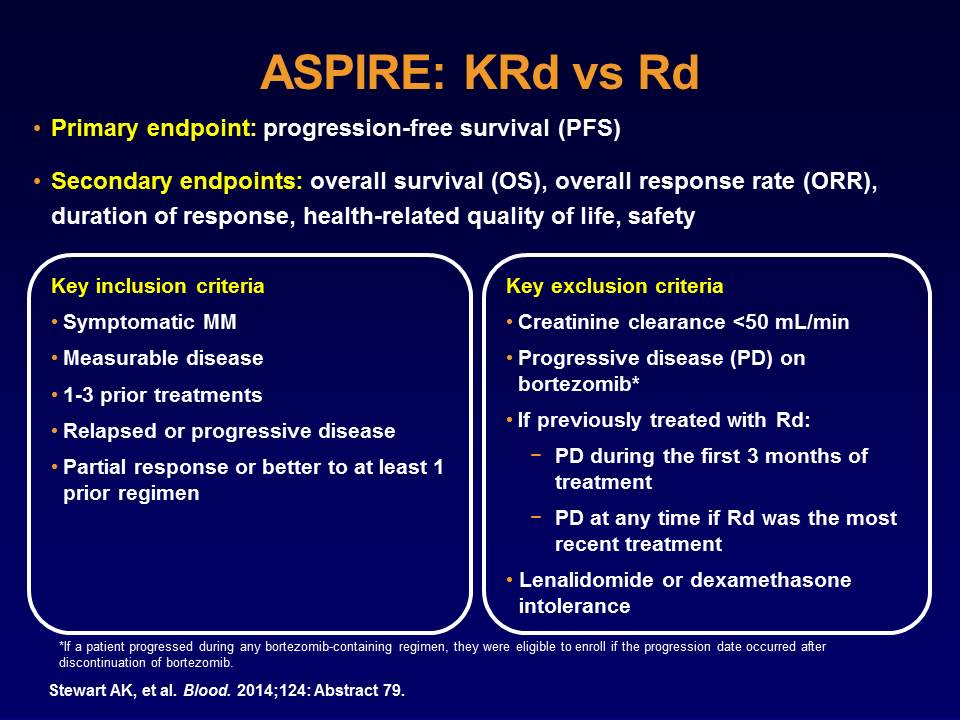 ASPIRE: KRd vs Rd
• Primary endpoint: progression-free survival (PFS)
• Secondary endpoints: overall survival (OS), overall response rate (ORR),
duration of response, health-related quality of life, safety
Key inclusion criteria
• Symptomatic MM
• Measurable disease
• 1-3 prior treatments
• Relapsed or progressive disease
• Partial response or better to at least 1
prior regimen
Key exclusion criteria
• Creatinine clearance <50 mL/min
• Progressive disease (PD) on
bortezomib*
• If previously treated with Rd:
− PD during the first 3 months of
treatment
− PD at any time if Rd was the most
recent treatment
• Lenalidomide or dexamethasone
intolerance
*If a patient progressed during any bortezomib-containing regimen, they were eligible to enroll if the progression date occurred after
discontinuation of bortezomib.
Stewart AK, et al. Blood. 2014;124: Abstract 79.